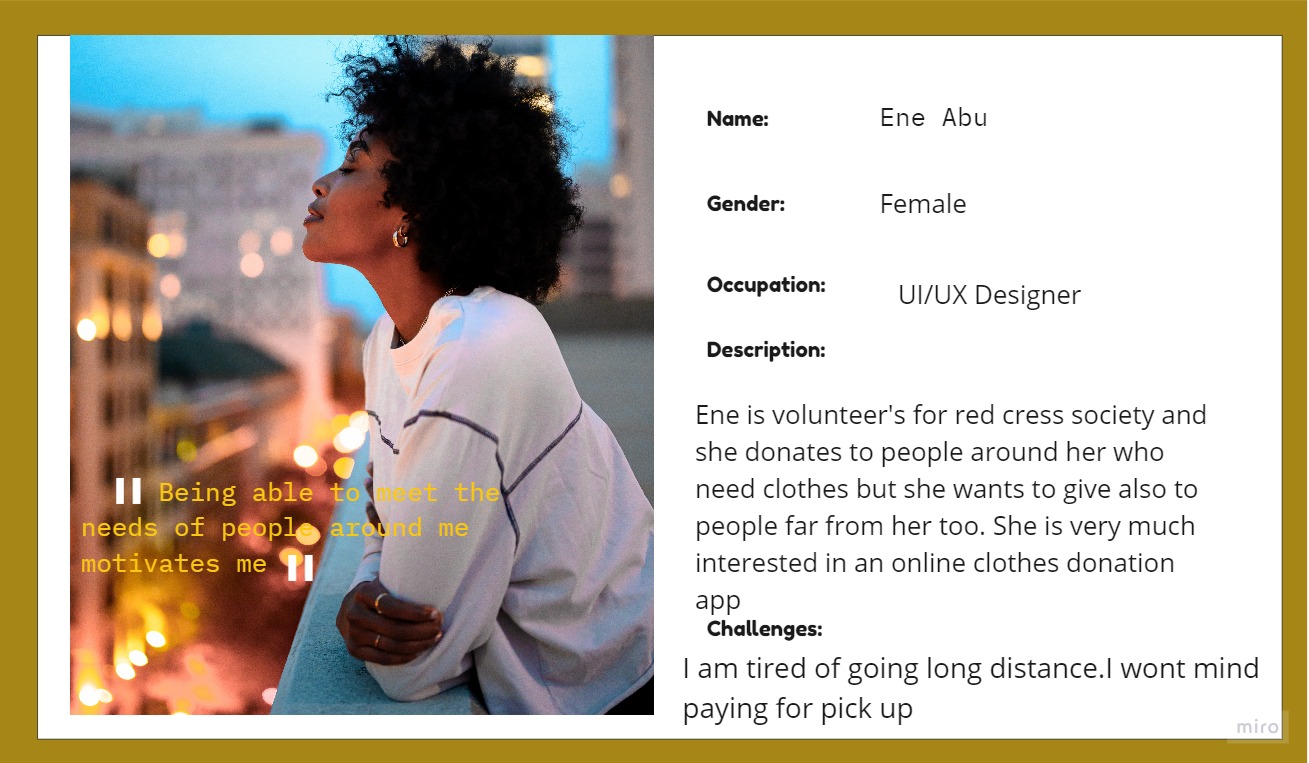 Name: Ene Abu
Gender: Female
Occupation: UI/UX Designer
Description:
Ene is volunteer's for red cress society and
she donates to people around her who
need clothes but she wants to give also to
people far from her too. She is very much
interested in an online clothes donation
app
Challenges:
I am tired of going long distance.I wont mind
paying for pick up
" Being able to meet the
needs of people around me
motivates me "
miro